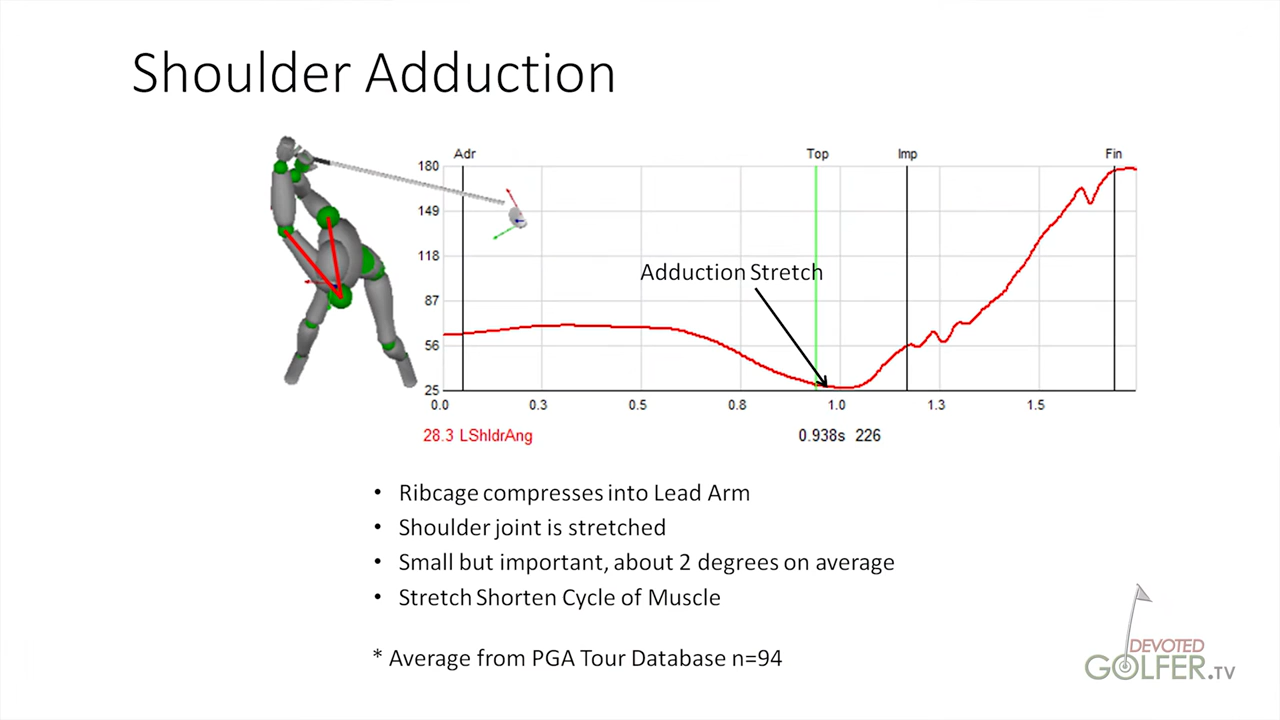 Shoulder Adduction
Adr Top Imp Fin
180
149
118
87
56
25
Adduction Stretch
0.0 0.3 0.5 0.8 1.0 1.3 1.5
28.3 LShldrAng 0.938s 226
• Ribcage compresses into Lead Arm
• Shoulder joint is stretched
• Small but important, about 2 degrees on average
• Stretch Shorten Cycle of Muscle
* Average from PGA Tour Database n=94
DEVOTED
GOLFER.TV